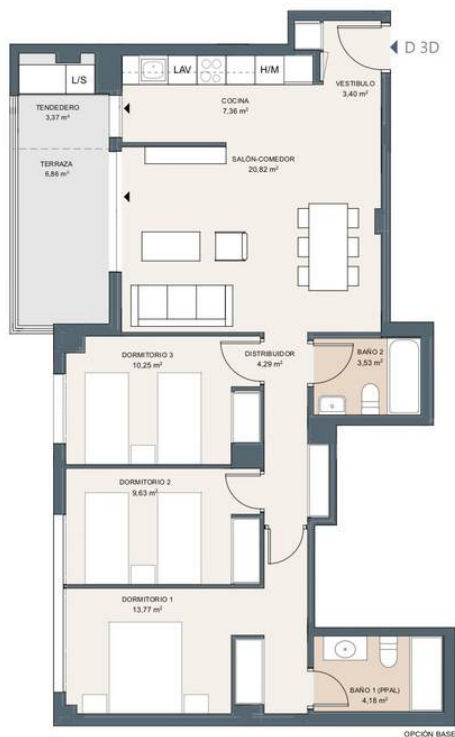 D 3D
L/S
LAV
H/M
VESTIBULO
3,40 m²
COCINA
7,36 m²
TENDEDERO
3,37 m²
TERRAZA
6,86 m²
SALÓN-COMEDOR
20,82 m²
DORMITORIO 3
10,25 m²
DISTRIBUIDOR
4,29 m²
BAÑO 2
3,53 m²
DORMITORIO 2
9,63 m²
DORMITORIO 1
13,77 m²
BAÑO 1 (PPAL)
4,18 m²
OPCIÓN BASE